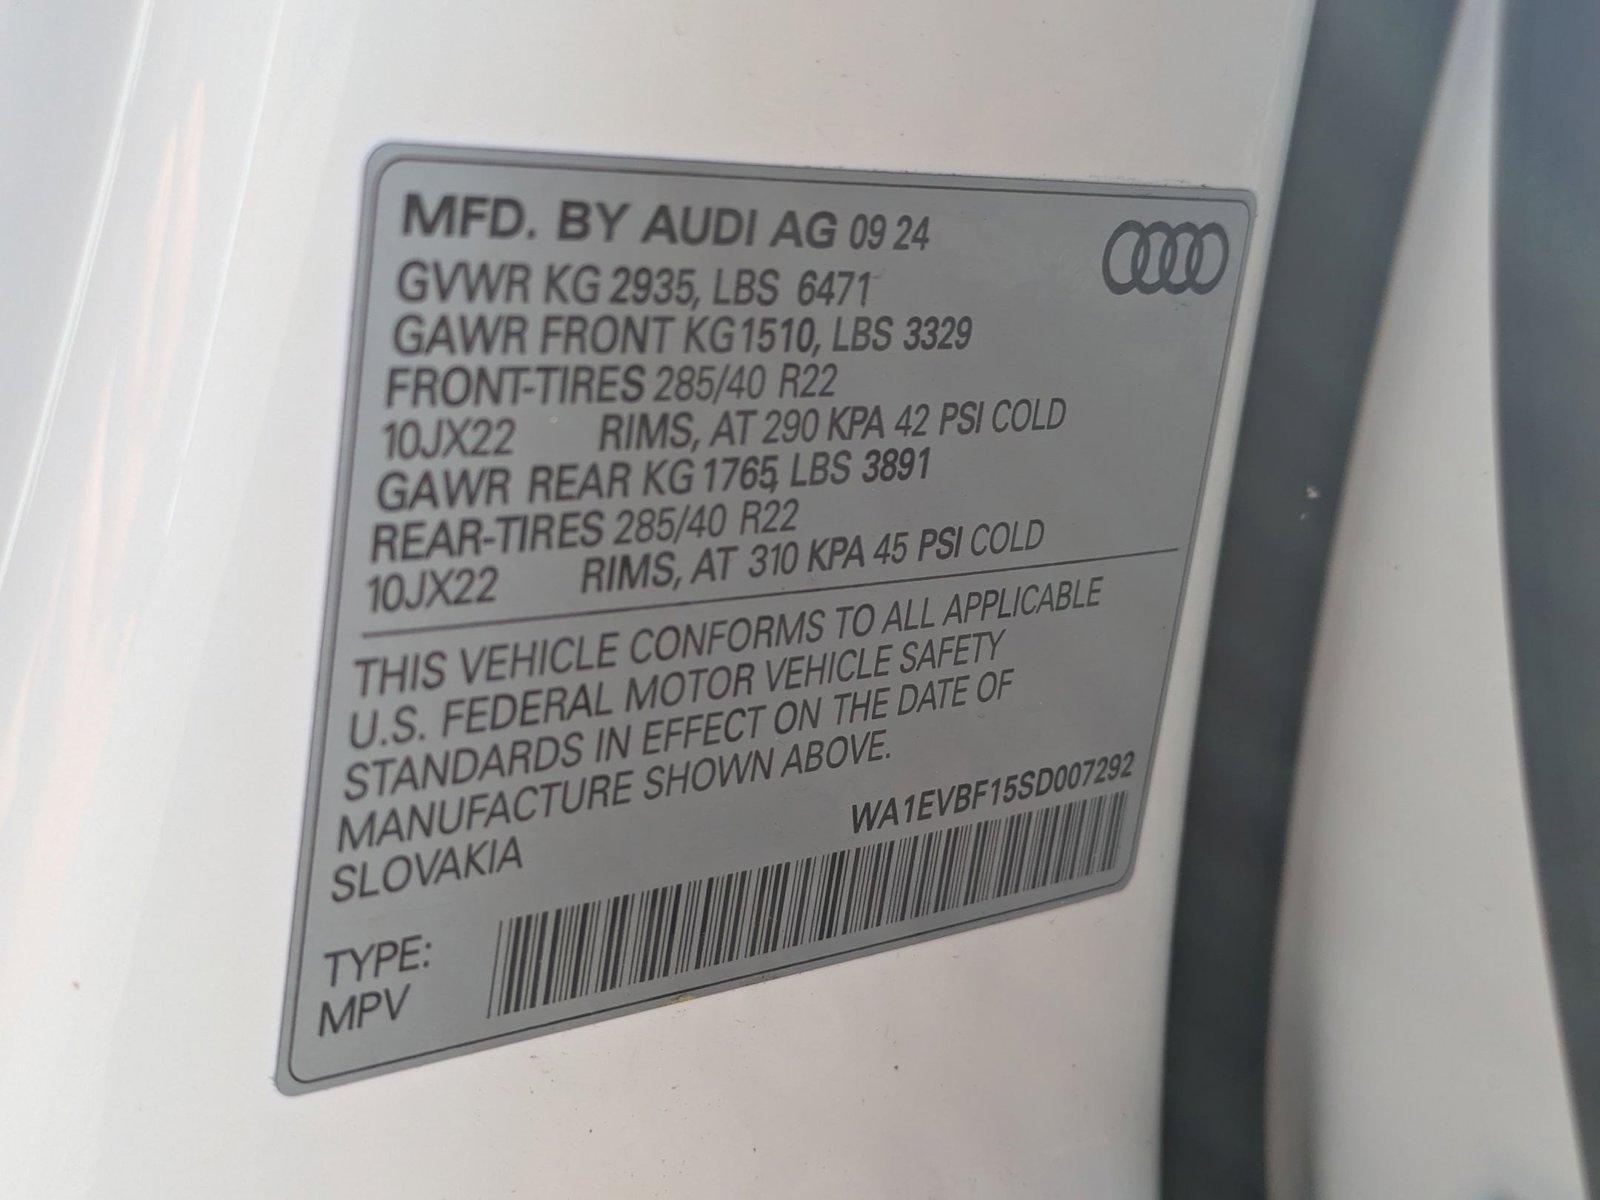 MFD. BY AUDI AG 09 24
GVWR KG 2935, LBS 6471
GAWR FRONT KG 1510, LBS 3329
FRONT-TIRES 285/40 R22
10JX22 RIMS, AT 290 KPA 42 PSI COLD
GAWR REAR KG 1765, LBS 3891
REAR-TIRES 285/40 R22
10JX22 RIMS, AT 310 KPA 45 PSI COLD
THIS VEHICLE CONFORMS TO ALL APPLICABLE
U.S. FEDERAL MOTOR VEHICLE SAFETY
STANDARDS IN EFFECT ON THE DATE OF
MANUFACTURE SHOWN ABOVE.
SLOVAKIA
WA1EVBF15SD007292
TYPE:
MPV